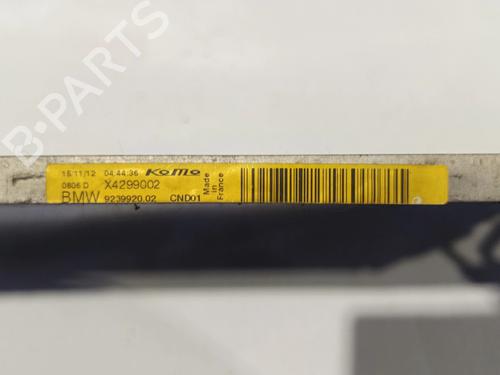 B-PARTS
15/11/12 04:44:36 KOMO
0806 D X4299002
BMW 9239920.02 CND01
Made in France